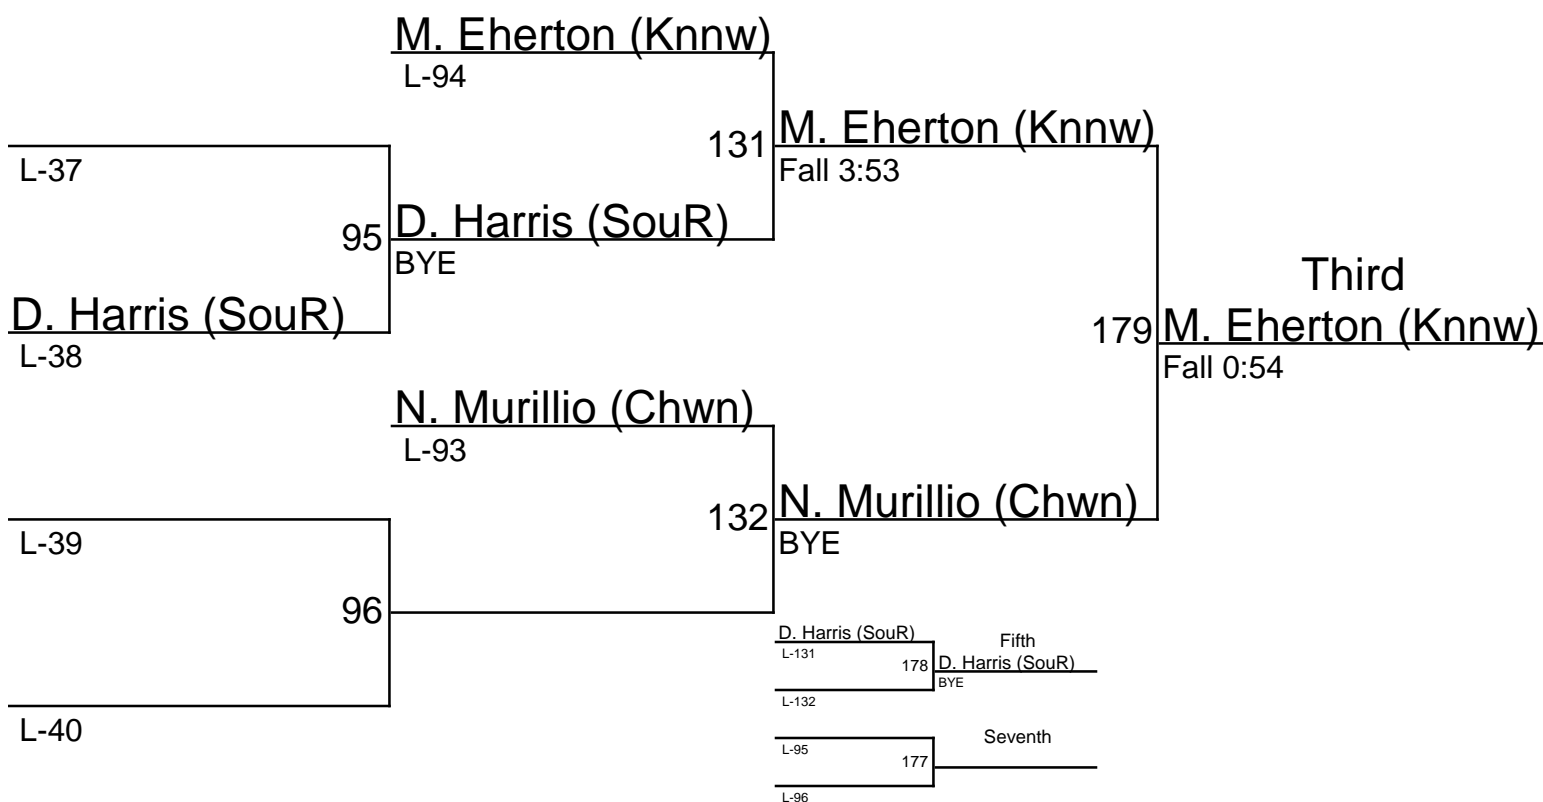 M. Eherton (Knnw)
L-94
131
M. Eherton (Knnw)
Fall 3:53
L-37
95
D. Harris (SouR)
BYE
D. Harris (SouR)
L-38
Third
179
M. Eherton (Knnw)
Fall 0:54
N. Murillio (Chwn)
L-93
132
N. Murillio (Chwn)
BYE
L-39
96
L-40
D. Harris (SouR)
L-131
178
Fifth
D. Harris (SouR)
BYE
L-132
L-95
177
Seventh
L-96